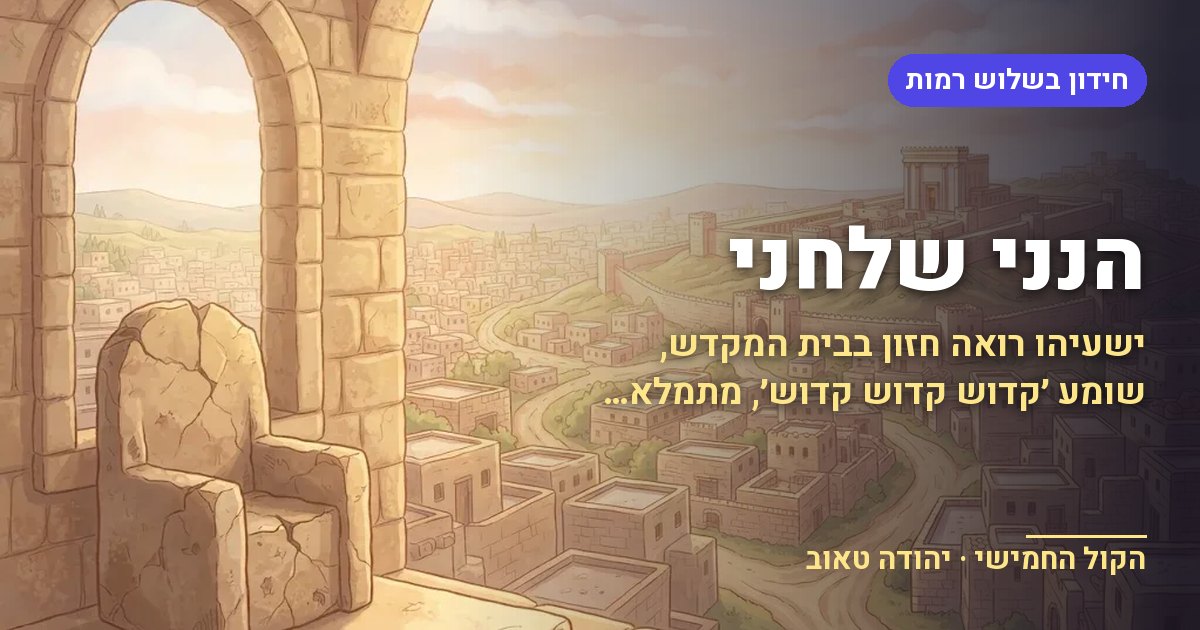 חידון בשלוש רמות
הנני שלחני
ישעיהו רואה חזון בבית המקדש,
שומע ׳קדוש קדוש קדוש׳, מתמלא…
הקול החמישי · יהודה טאוב